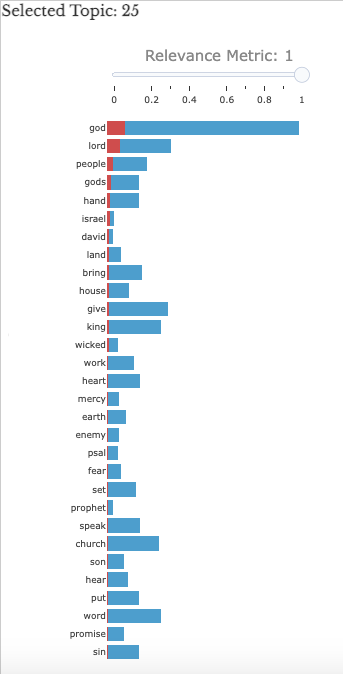 Selected Topic: 25
Relevance Metric: 1
0 0.2 0.4 0.6 0.8 1
god
lord
people
gods
hand
israel
david
land
bring
house
give
king
wicked
work
heart
mercy
earth
enemy
psal
fear
set
prophet
speak
church
son
hear
put
word
promise
sin